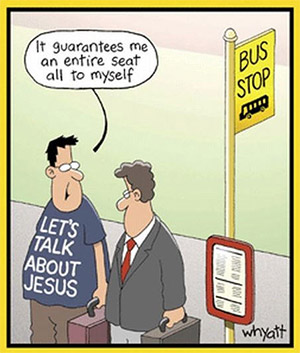 It guarantees me
an entire seat
all to myself
BUS
STOP
LET'S
TALK
ABOUT
JESUS
whyatt